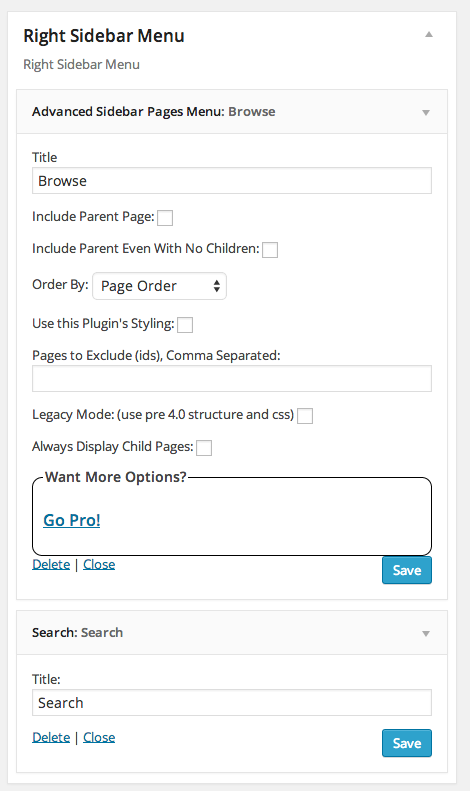 Right Sidebar Menu
Right Sidebar Menu
Advanced Sidebar Pages Menu: Browse
Title
Browse
Include Parent Page:
Include Parent Even With No Children:
Order By: Page Order
Use this Plugin's Styling:
Pages to Exclude (ids), Comma Separated:
Legacy Mode: (use pre 4.0 structure and css)
Always Display Child Pages:
Want More Options?
Go Pro!
Delete | Close Save
Search: Search
Title:
Search
Delete | Close Save